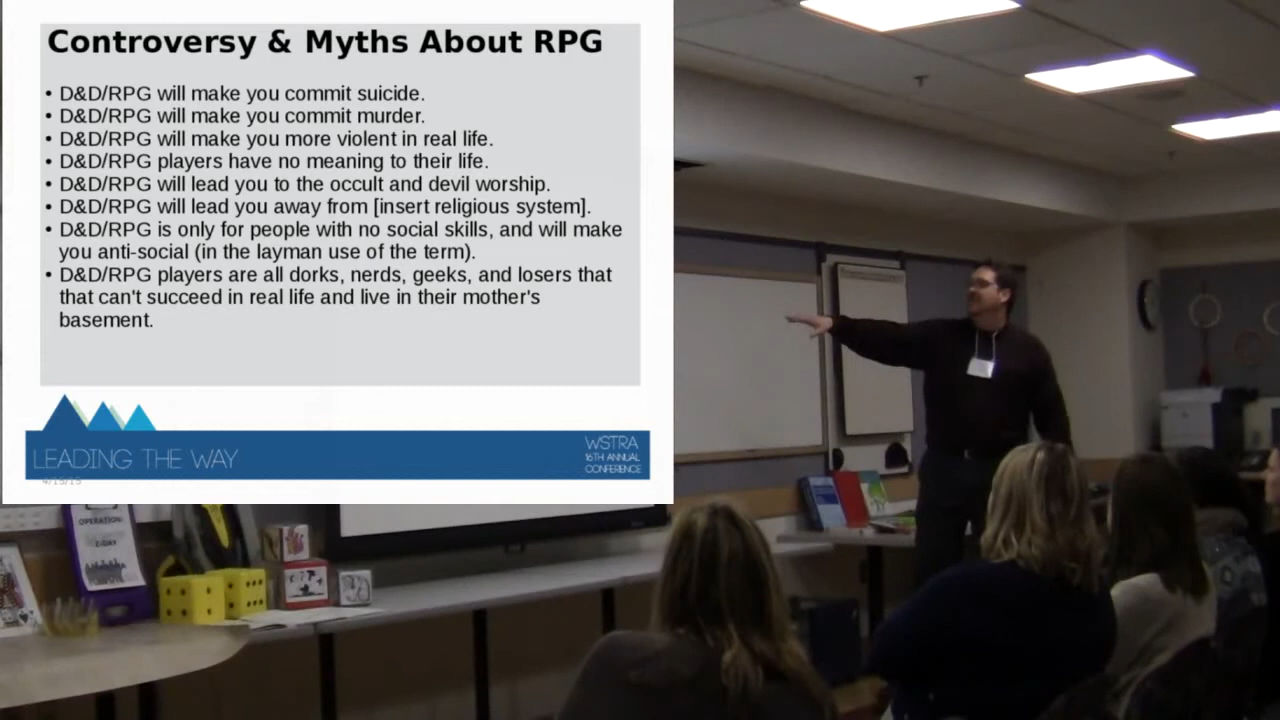 Controversy & Myths About RPG
• D&D/RPG will make you commit suicide.
• D&D/RPG will make you commit murder.
• D&D/RPG will make you more violent in real life.
• D&D/RPG players have no meaning to their life.
• D&D/RPG will lead you to the occult and devil worship.
• D&D/RPG will lead you away from [insert religious system].
• D&D/RPG is only for people with no social skills, and will make
you anti-social (in the layman use of the term).
• D&D/RPG players are all dorks, nerds, geeks, and losers that
that can't succeed in real life and live in their mother's
basement.
LEADING THE WAY
WSTRA
16TH ANNUAL
CONFERENCE
4/15/15
OPERATION:
Z-DAY